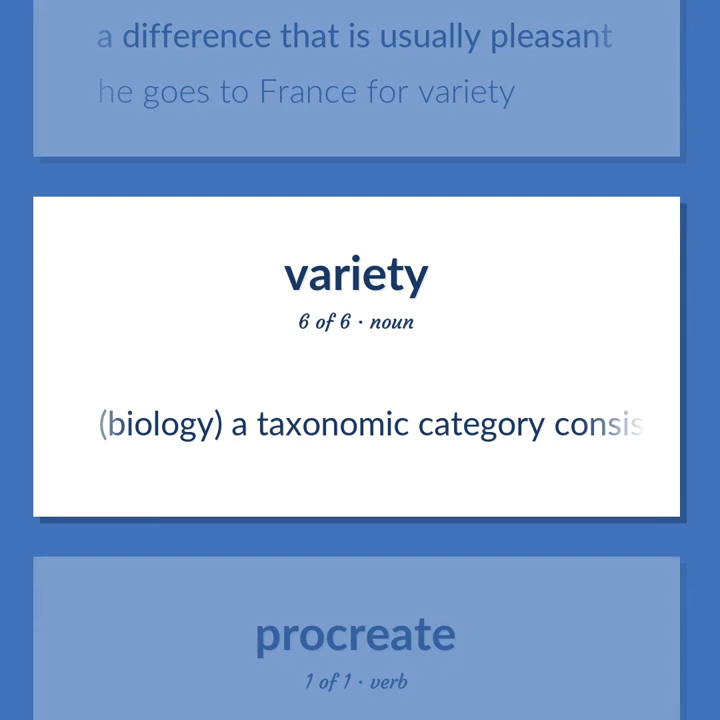 a difference that is usually pleasant
he goes to France for variety
variety
6 of 6 · noun
(biology) a taxonomic category consis
procreate
1 of 1 · verb